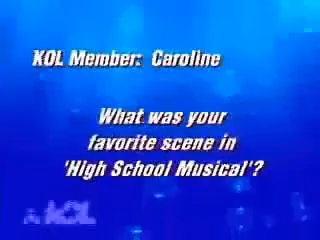 KOL Member: Caroline
What was your
favorite scene in
'High School Musical'?
KOL